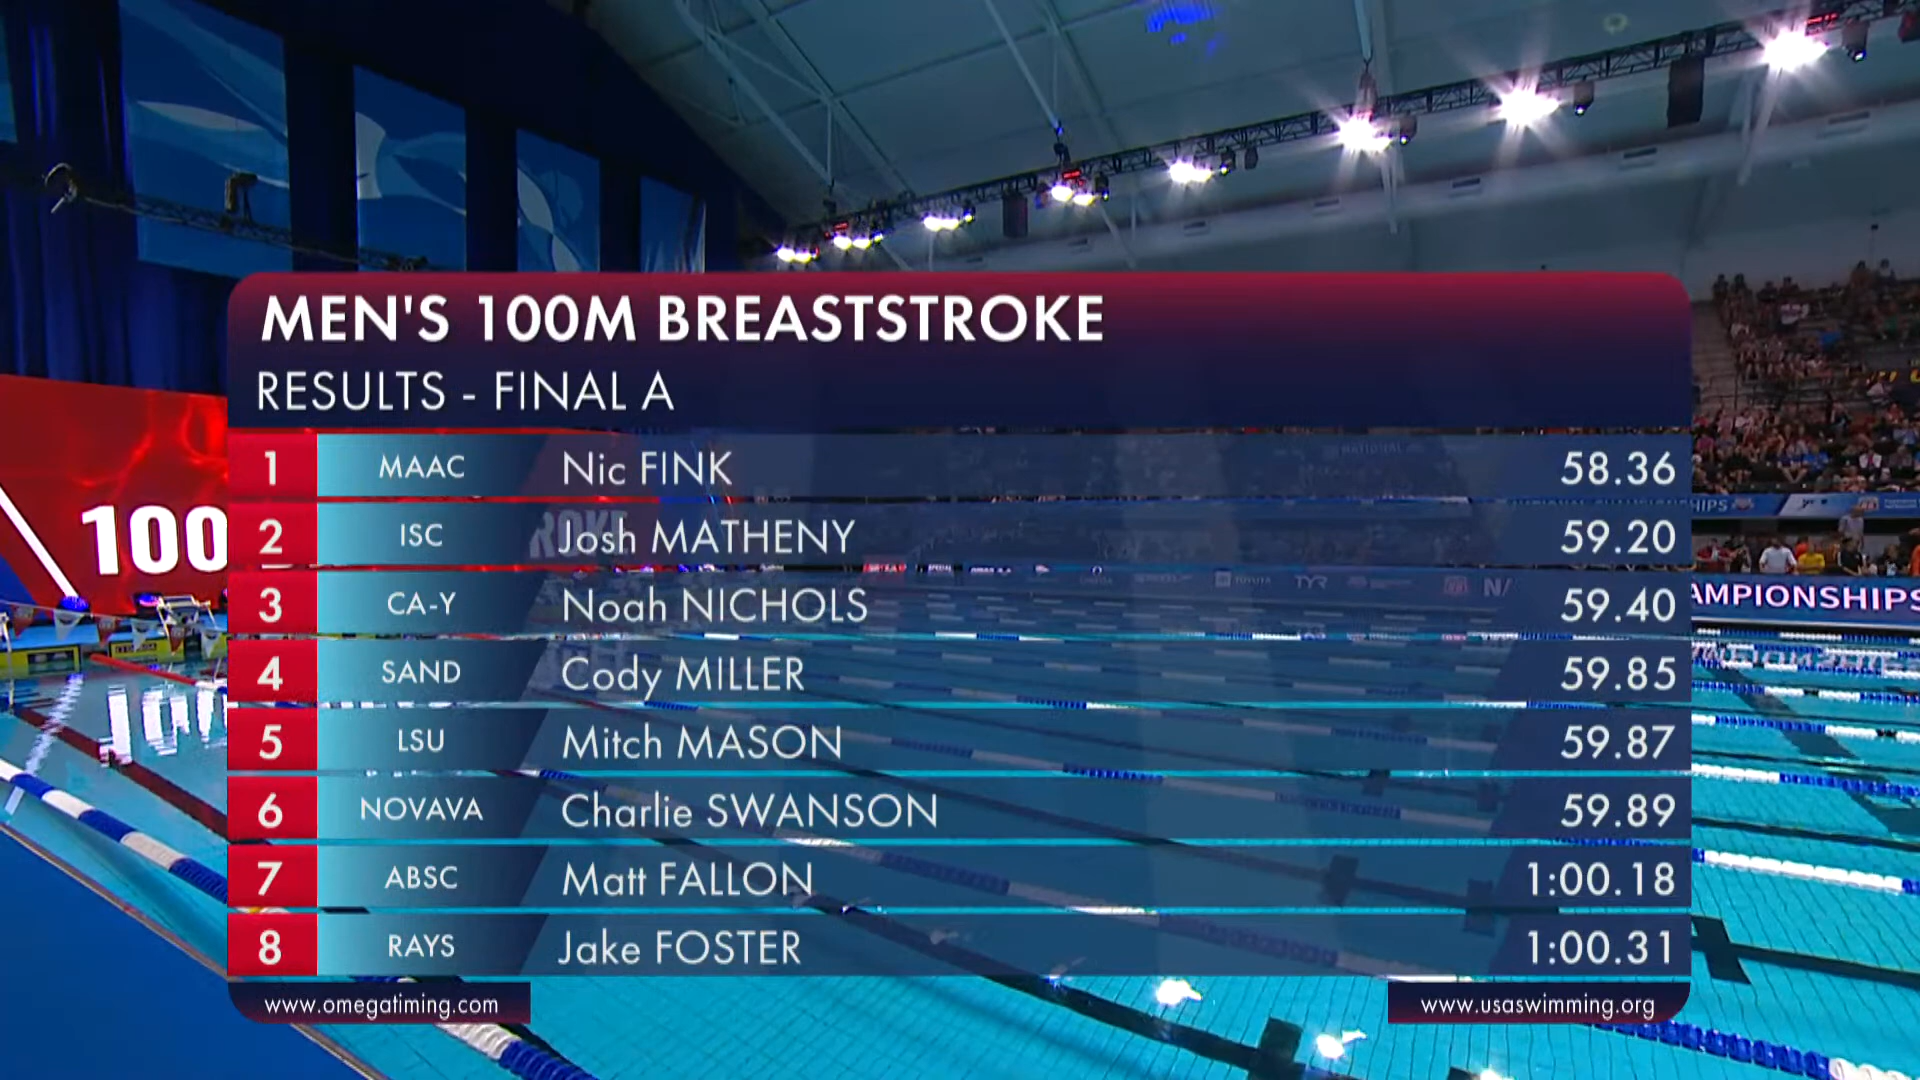 MEN'S 100M BREASTSTROKE
RESULTS - FINAL A
1 MAAC Nic FINK 58.36
2 ISC Josh MATHENY 59.20
3 CA-Y Noah NICHOLS 59.40
4 SAND Cody MILLER 59.85
5 LSU Mitch MASON 59.87
6 NOVAVA Charlie SWANSON 59.89
7 ABSC Matt FALLON 1:00.18
8 RAYS Jake FOSTER 1:00.31
www.omegatiming.com
www.usaswimming.org
100
AMPIONSHIPS
TOYOTA
TYR